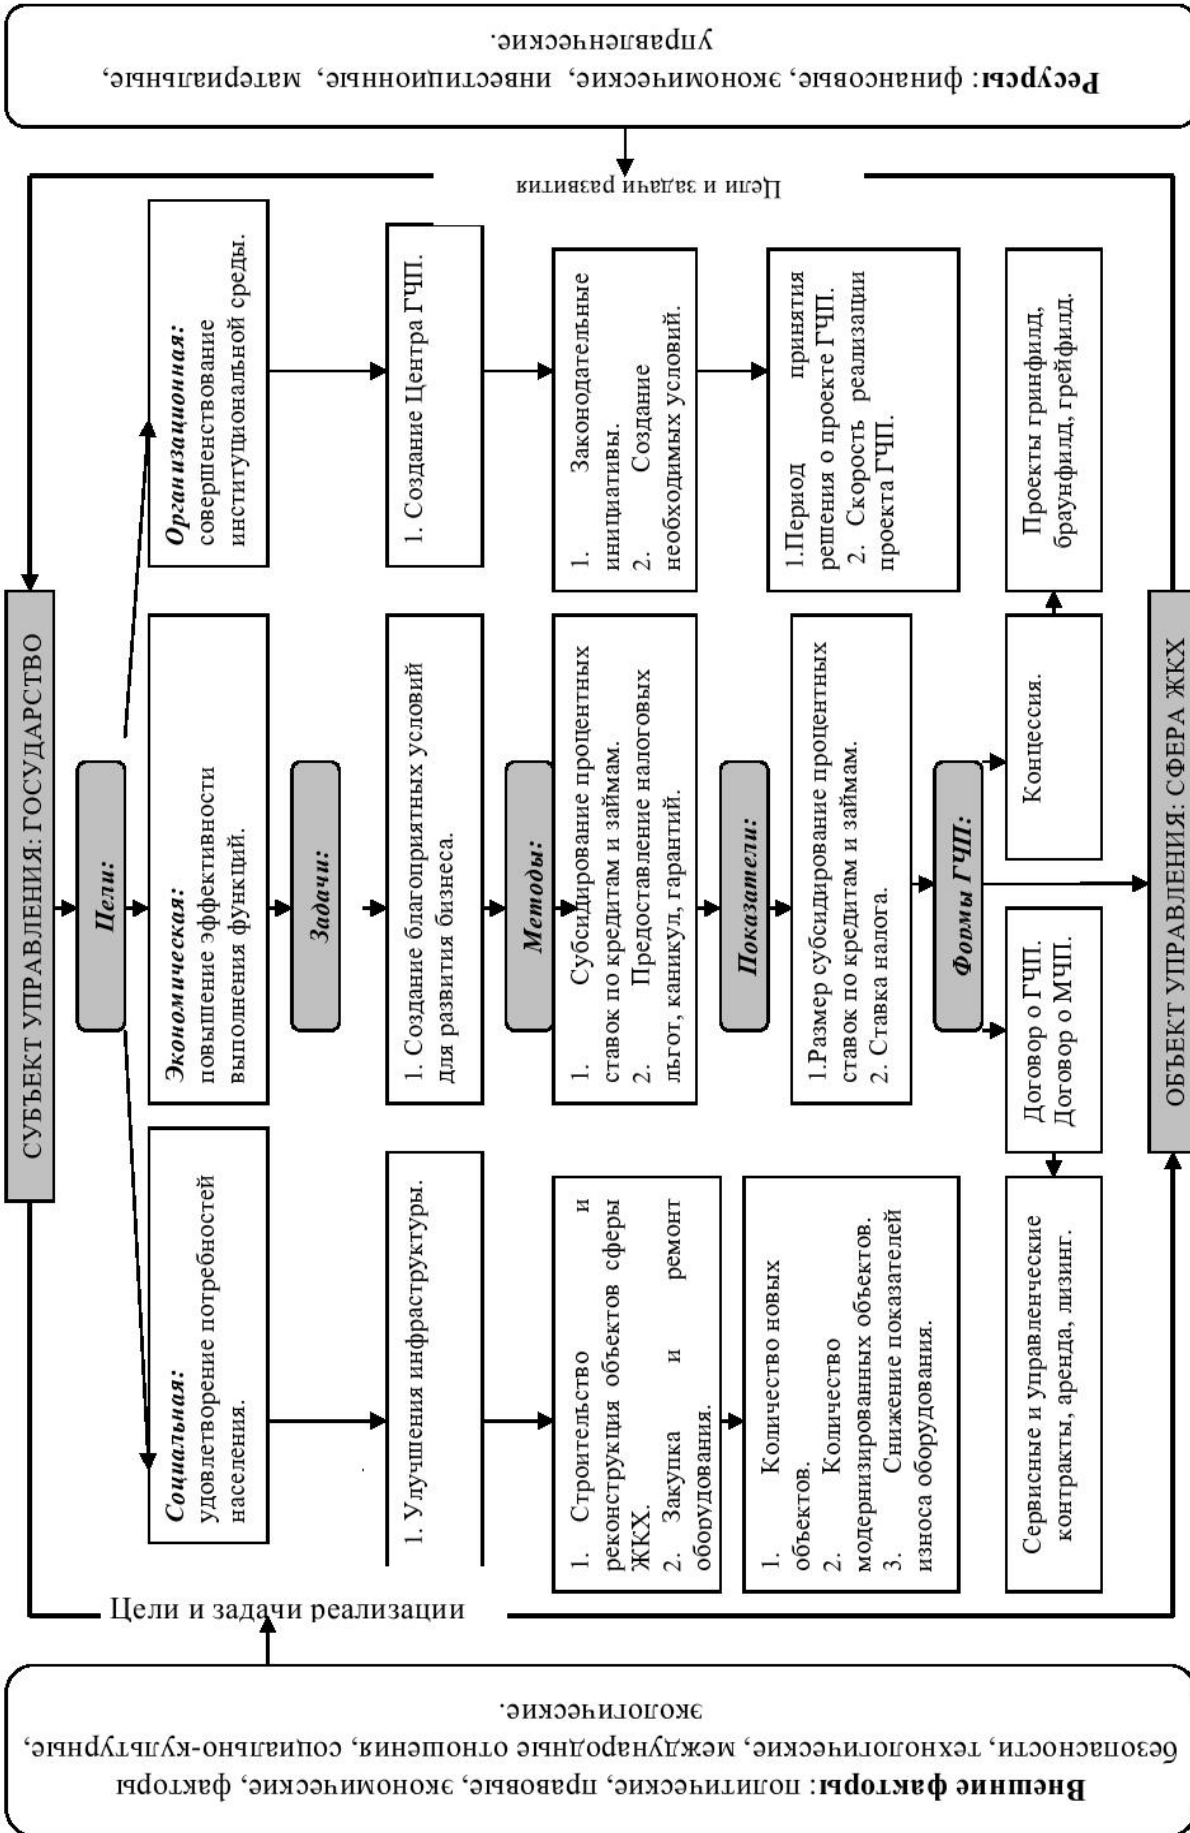 СУБЪЕКТ УПРАВЛЕНИЯ: ГОСУДАРСТВО
Цели:
Социальная:
удовлетворение потребностей
населения.
Экономическая:
повышение эффективности
выполнения функций.
Организационная:
совершенствование
институциональной среды.
Задачи:
1. Улучшения инфраструктуры.
1. Создание благоприятных условий
для развития бизнеса.
1. Создание Центра ГЧП.
Методы:
1. Строительство и
реконструкция объектов сферы
ЖКХ.
2. Закупка и ремонт
оборудования.
1. Субсидирование процентных
ставок по кредитам и займам.
2. Предоставление налоговых
льгот, каникул, гарантий.
1. Законодательные
инициативы.
2. Создание
необходимых условий.
Показатели:
1. Количество новых
объектов.
2. Количество
модернизированных объектов.
3. Снижение показателей
износа оборудования.
1.Размер субсидирование процентных
ставок по кредитам и займам.
2. Ставка налога.
1.Период принятия
решения о проекте ГЧП.
2. Скорость реализации
проекта ГЧП.
Формы ГЧП:
Сервисные и управленческие
контракты, аренда, лизинг.
Договор о ГЧП.
Договор о МЧП.
Концессия.
Проекты гринфилд,
браунфилд, грейфилд.
ОБЪЕКТ УПРАВЛЕНИЯ: СФЕРА ЖКХ
Цели и задачи реализации
Цели и задачи развития
Внешние факторы: политические, правовые, экономические, факторы
безопасности, технологические, международные отношения, социально-культурные,
экологические.
Ресурсы: финансовые, экономические, инвестиционные, материальные,
управленческие.